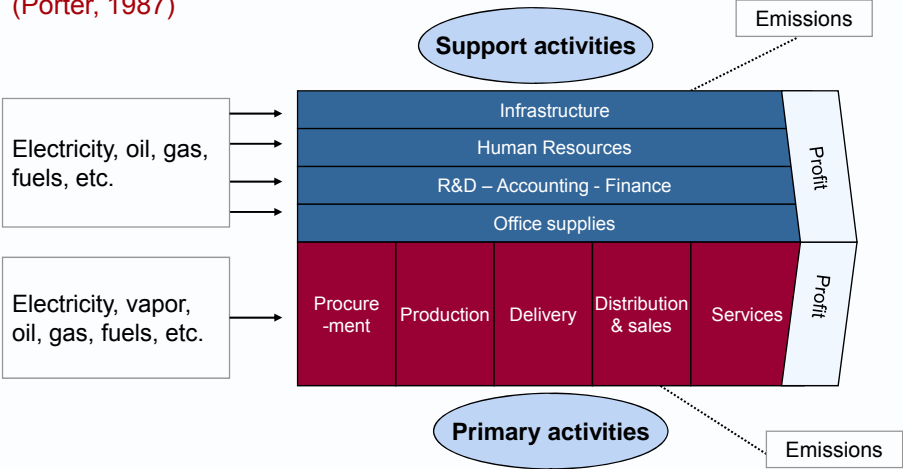 (Porter, 1987)
Emissions
Support activities
Electricity, oil, gas,
fuels, etc.
Infrastructure
Human Resources
R&D – Accounting - Finance
Office supplies
Profit
Electricity, vapor,
oil, gas, fuels, etc.
Procure
-ment
Production
Delivery
Distribution
& sales
Services
Profit
Primary activities
Emissions